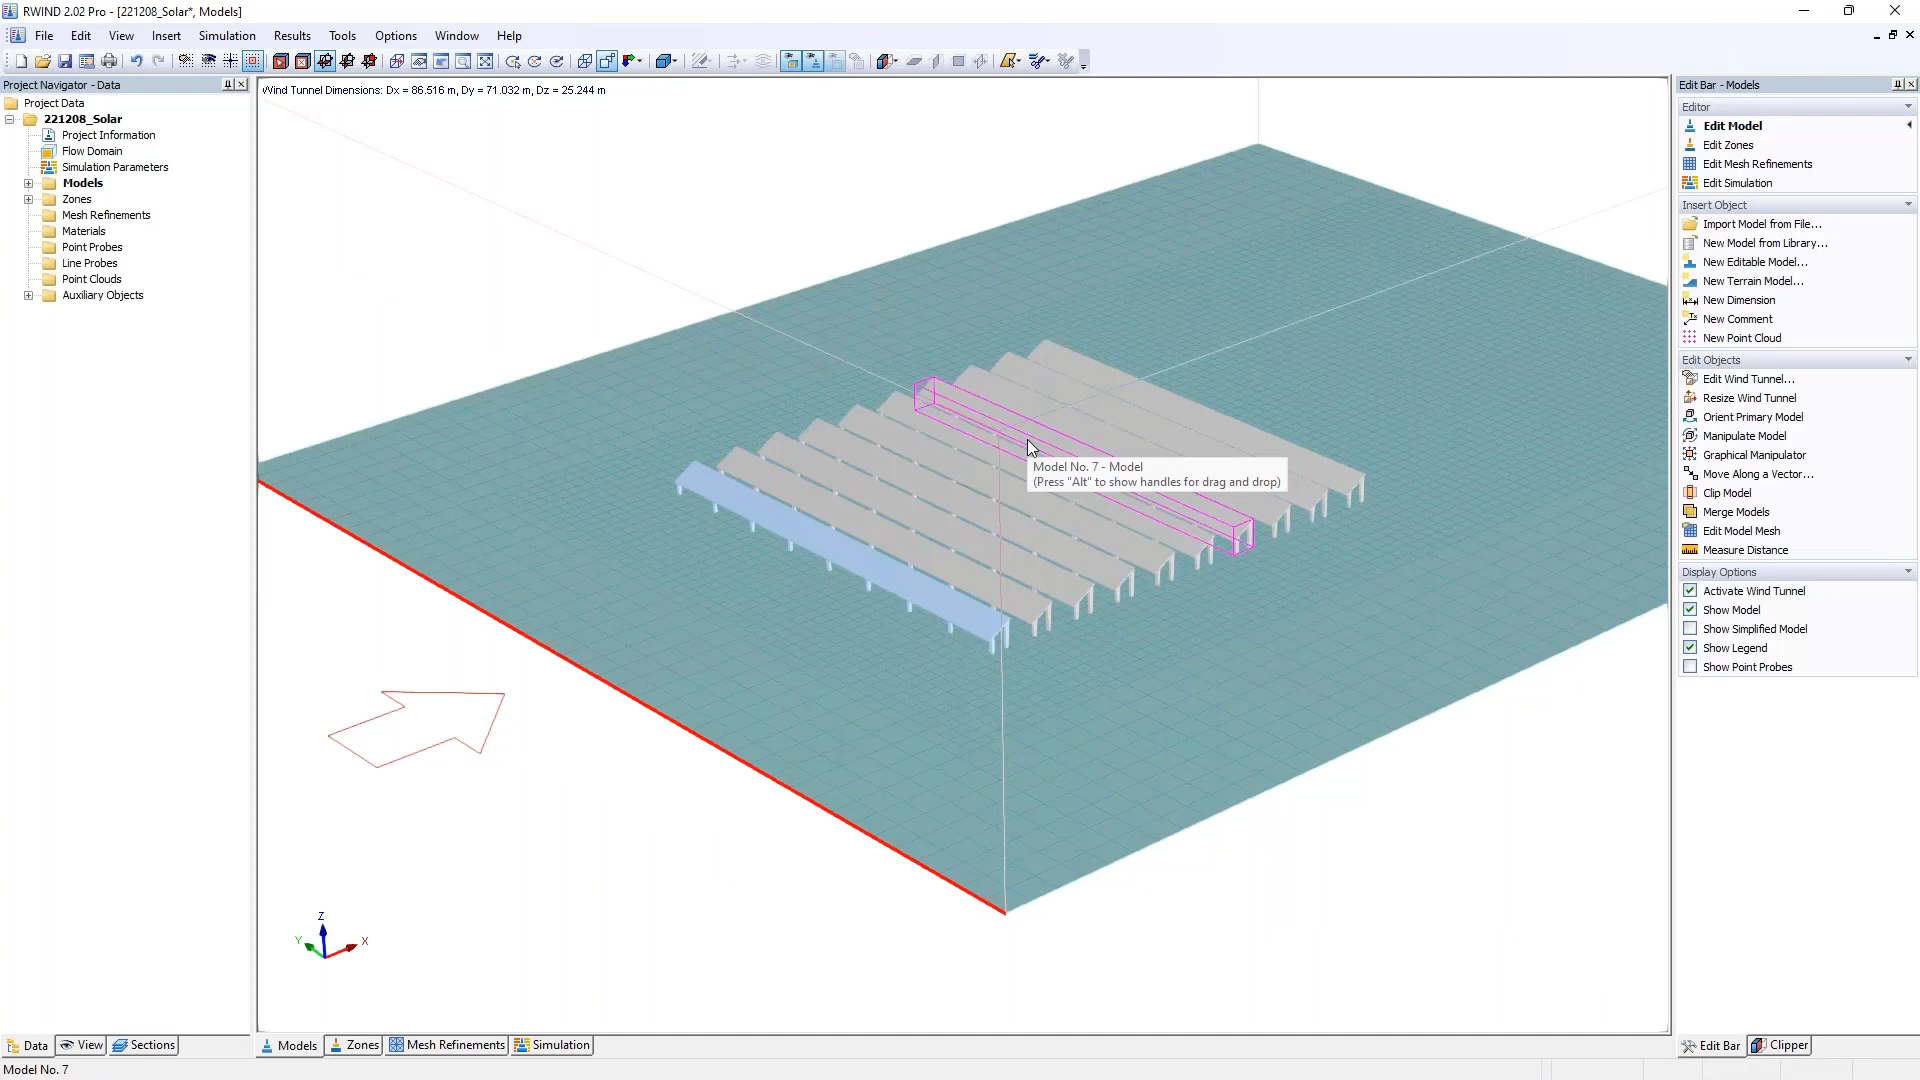 RWIND 2.02 Pro - [221208_Solar*, Models]
File Edit View Insert Simulation Results Tools Options Window Help
Project Navigator - Data
Project Data
221208_Solar
Project Information
Flow Domain
Simulation Parameters
Models
Zones
Mesh Refinements
Materials
Point Probes
Line Probes
Point Clouds
Auxiliary Objects
Wind Tunnel Dimensions: Dx = 86.516 m, Dy = 71.032 m, Dz = 25.244 m
Model No. 7 - Model
(Press "Alt" to show handles for drag and drop)
Z
Y
X
Edit Bar - Models
Editor
Edit Model
Edit Zones
Edit Mesh Refinements
Edit Simulation
Insert Object
Import Model from File...
New Model from Library...
New Editable Model...
New Terrain Model...
New Dimension
New Comment
New Point Cloud
Edit Objects
Edit Wind Tunnel...
Resize Wind Tunnel
Orient Primary Model
Manipulate Model
Graphical Manipulator
Move Along a Vector...
Clip Model
Merge Models
Edit Model Mesh
Measure Distance
Display Options
Activate Wind Tunnel
Show Model
Show Simplified Model
Show Legend
Show Point Probes
Data View Sections
Models Zones Mesh Refinements Simulation
Edit Bar Clipper
Model No. 7